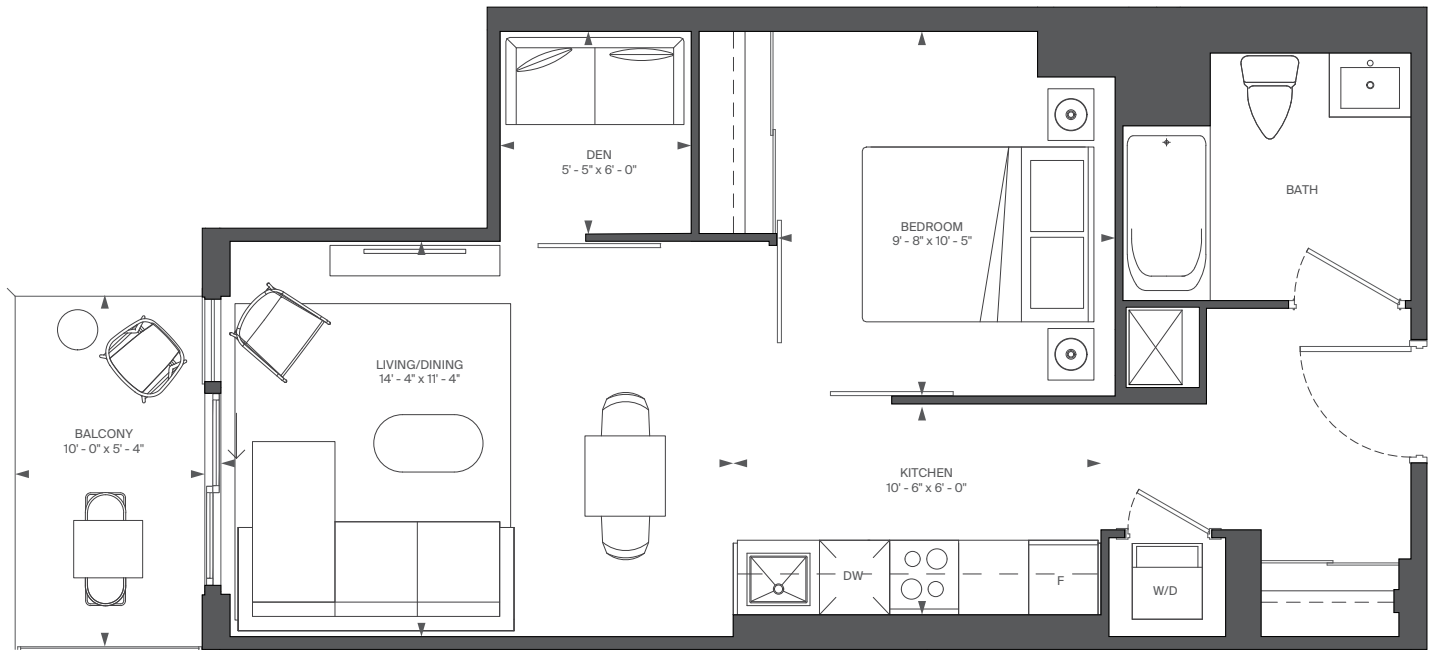 DEN
5' - 5" x 6' - 0"
BATH
BEDROOM
9' - 8" x 10' - 5"
LIVING/DINING
14' - 4" x 11' - 4"
BALCONY
10' - 0" x 5' - 4"
KITCHEN
10' - 6" x 6' - 0"
DW
F
W/D